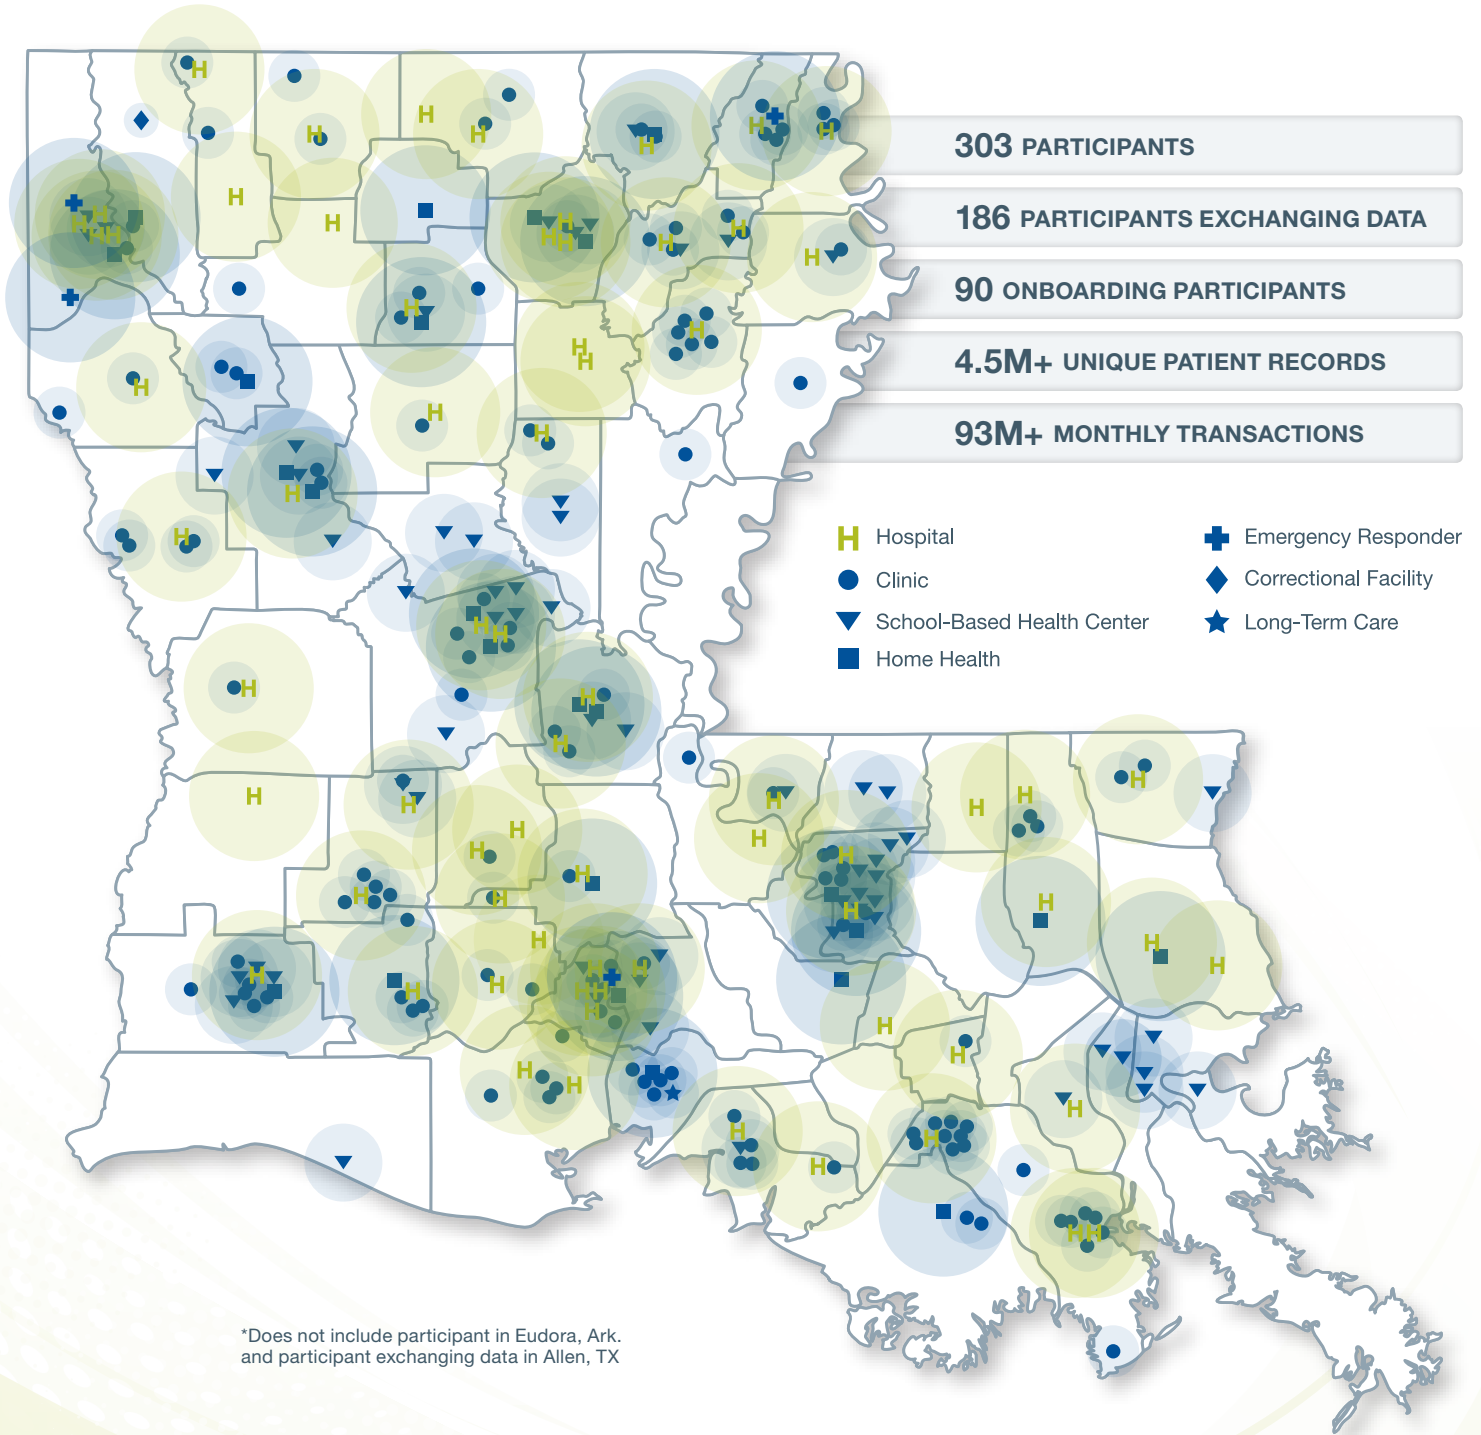 303 PARTICIPANTS
186 PARTICIPANTS EXCHANGING DATA
90 ONBOARDING PARTICIPANTS
4.5M+ UNIQUE PATIENT RECORDS
93M+ MONTHLY TRANSACTIONS
H Hospital
Clinic
School-Based Health Center
Home Health
Emergency Responder
Correctional Facility
Long-Term Care
*Does not include participant in Eudora, Ark.
and participant exchanging data in Allen, TX